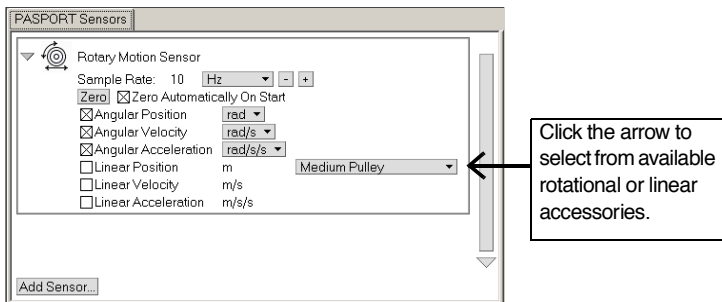 PASPORT Sensors
Rotary Motion Sensor
Sample Rate: 10 Hz - +
Zero Zero Automatically On Start
Angular Position rad
Angular Velocity rad/s
Angular Acceleration rad/s/s
Linear Position m Medium Pulley
Linear Velocity m/s
Linear Acceleration m/s/s
Add Sensor...
Click the arrow to
select from available
rotational or linear
accessories.